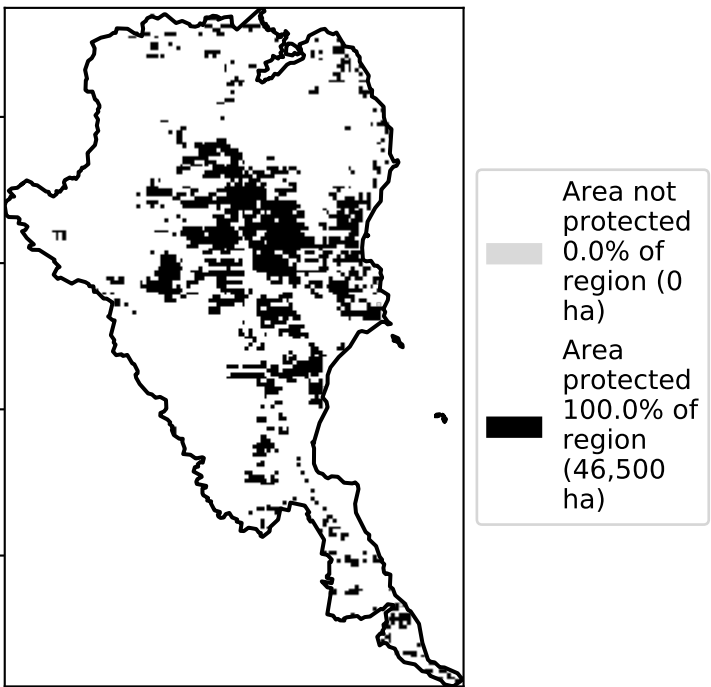 Area not
protected
0.0% of
region (0
ha)
Area
protected
100.0% of
region
(46,500
ha)